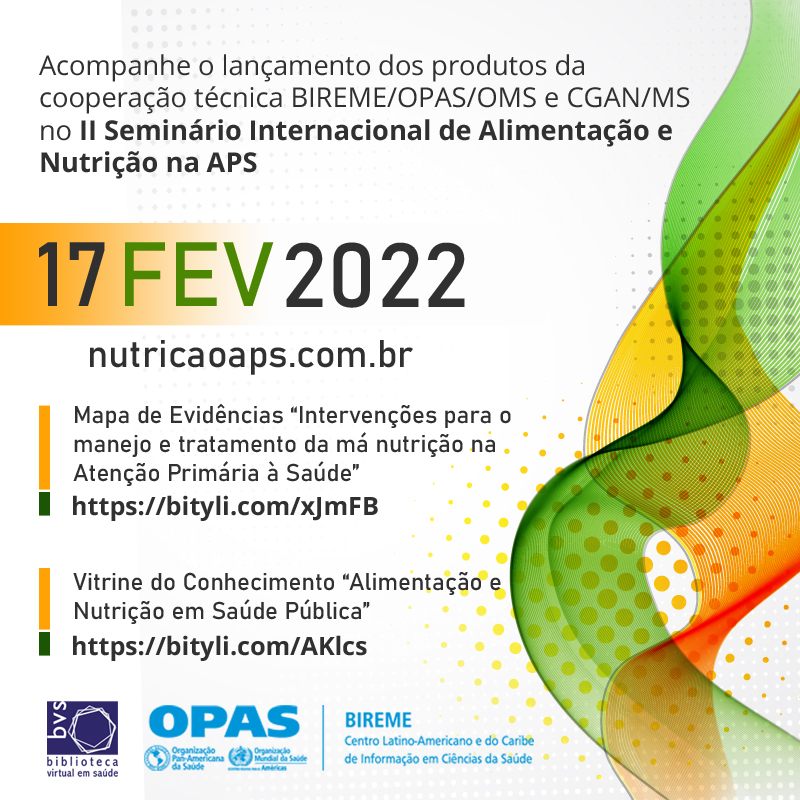 Acompanhe o lançamento dos produtos da
cooperação técnica BIREME/OPAS/OMS e CGAN/MS
no II Seminário Internacional de Alimentação e
Nutrição na APS
17 FEV 2022
nutricaoaps.com.br
Mapa de Evidências “Intervenções para o
manejo e tratamento da má nutrição na
Atenção Primária à Saúde”
https://bityli.com/xJmFB
Vitrine do Conhecimento “Alimentação e
Nutrição em Saúde Pública”
https://bityli.com/AKlcs
bvs
biblioteca
virtual em saúde
OPAS
Organização
Pan-Americana
da Saúde
Organização
Mundial da Saúde
Américas
BIREME
Centro Latino-Americano e do Caribe
de Informação em Ciências da Saúde